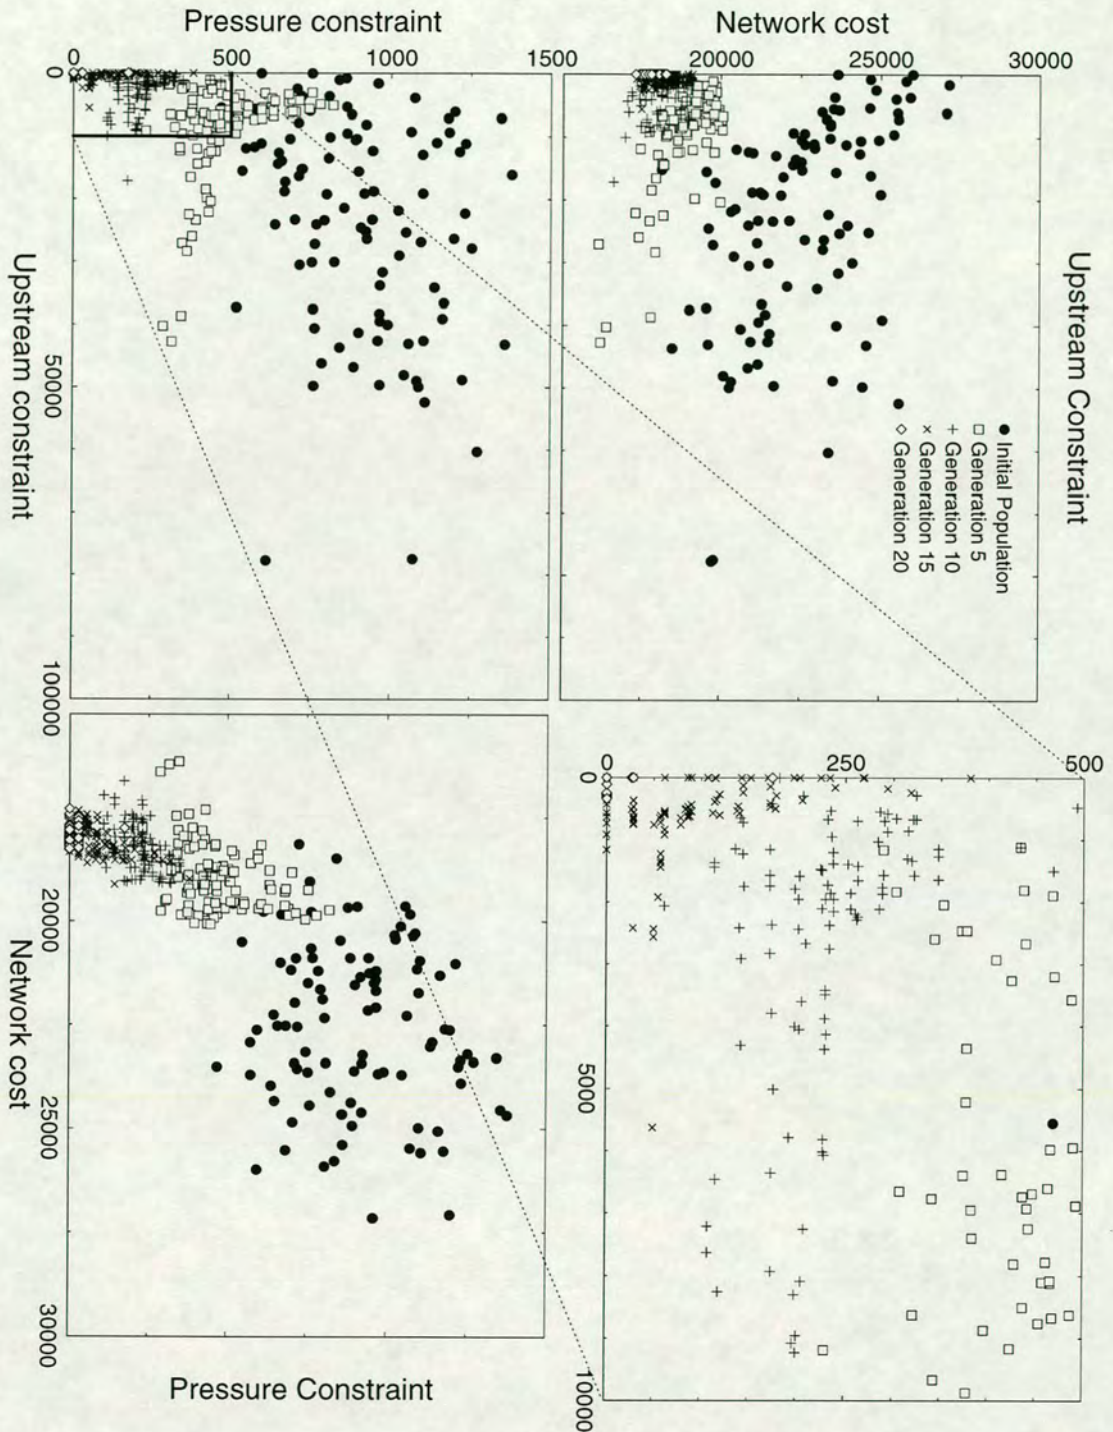 Pressure constraint
Network cost
0
500
1000
1500
20000
25000
30000
0
50000
100000
Upstream constraint
Upstream Constraint
● Initial Population
□ Generation 5
+ Generation 10
× Generation 15
◇ Generation 20
0
250
500
0
5000
10000
20000
25000
30000
Network cost
Pressure Constraint